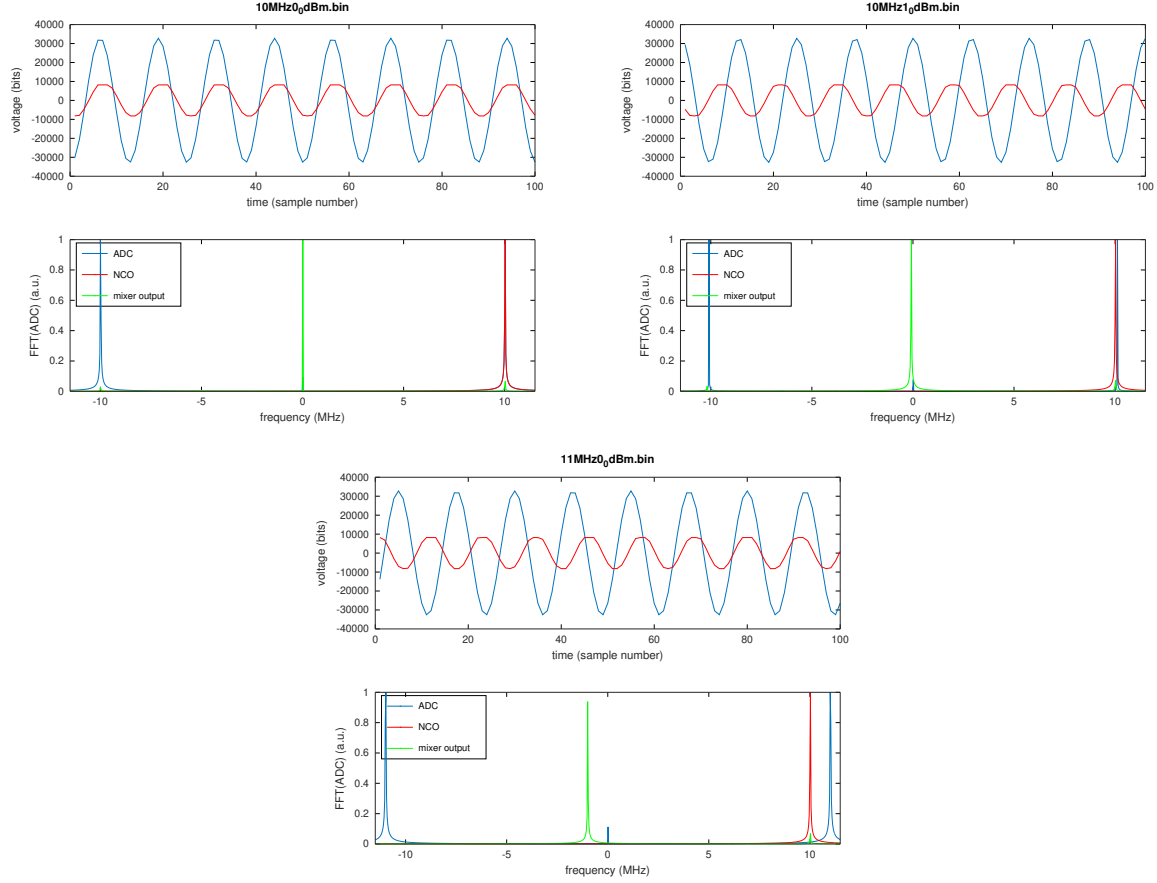 10MHz0₀dBm.bin
40000
30000
20000
10000
0
-10000
-20000
-30000
-40000
voltage (bits)
0 20 40 60 80 100
time (sample number)
1
0.8
0.6
0.4
0.2
0
FFT(ADC) (a.u.)
ADC
NCO
mixer output
-10 -5 0 5 10
frequency (MHz)
10MHz1₀dBm.bin
40000
30000
20000
10000
0
-10000
-20000
-30000
-40000
voltage (bits)
0 20 40 60 80 100
time (sample number)
1
0.8
0.6
0.4
0.2
0
FFT(ADC) (a.u.)
ADC
NCO
mixer output
-10 -5 0 5 10
frequency (MHz)
11MHz0₀dBm.bin
40000
30000
20000
10000
0
-10000
-20000
-30000
-40000
voltage (bits)
0 20 40 60 80 100
time (sample number)
1
0.8
0.6
0.4
0.2
0
FFT(ADC) (a.u.)
ADC
NCO
mixer output
-10 -5 0 5 10
frequency (MHz)